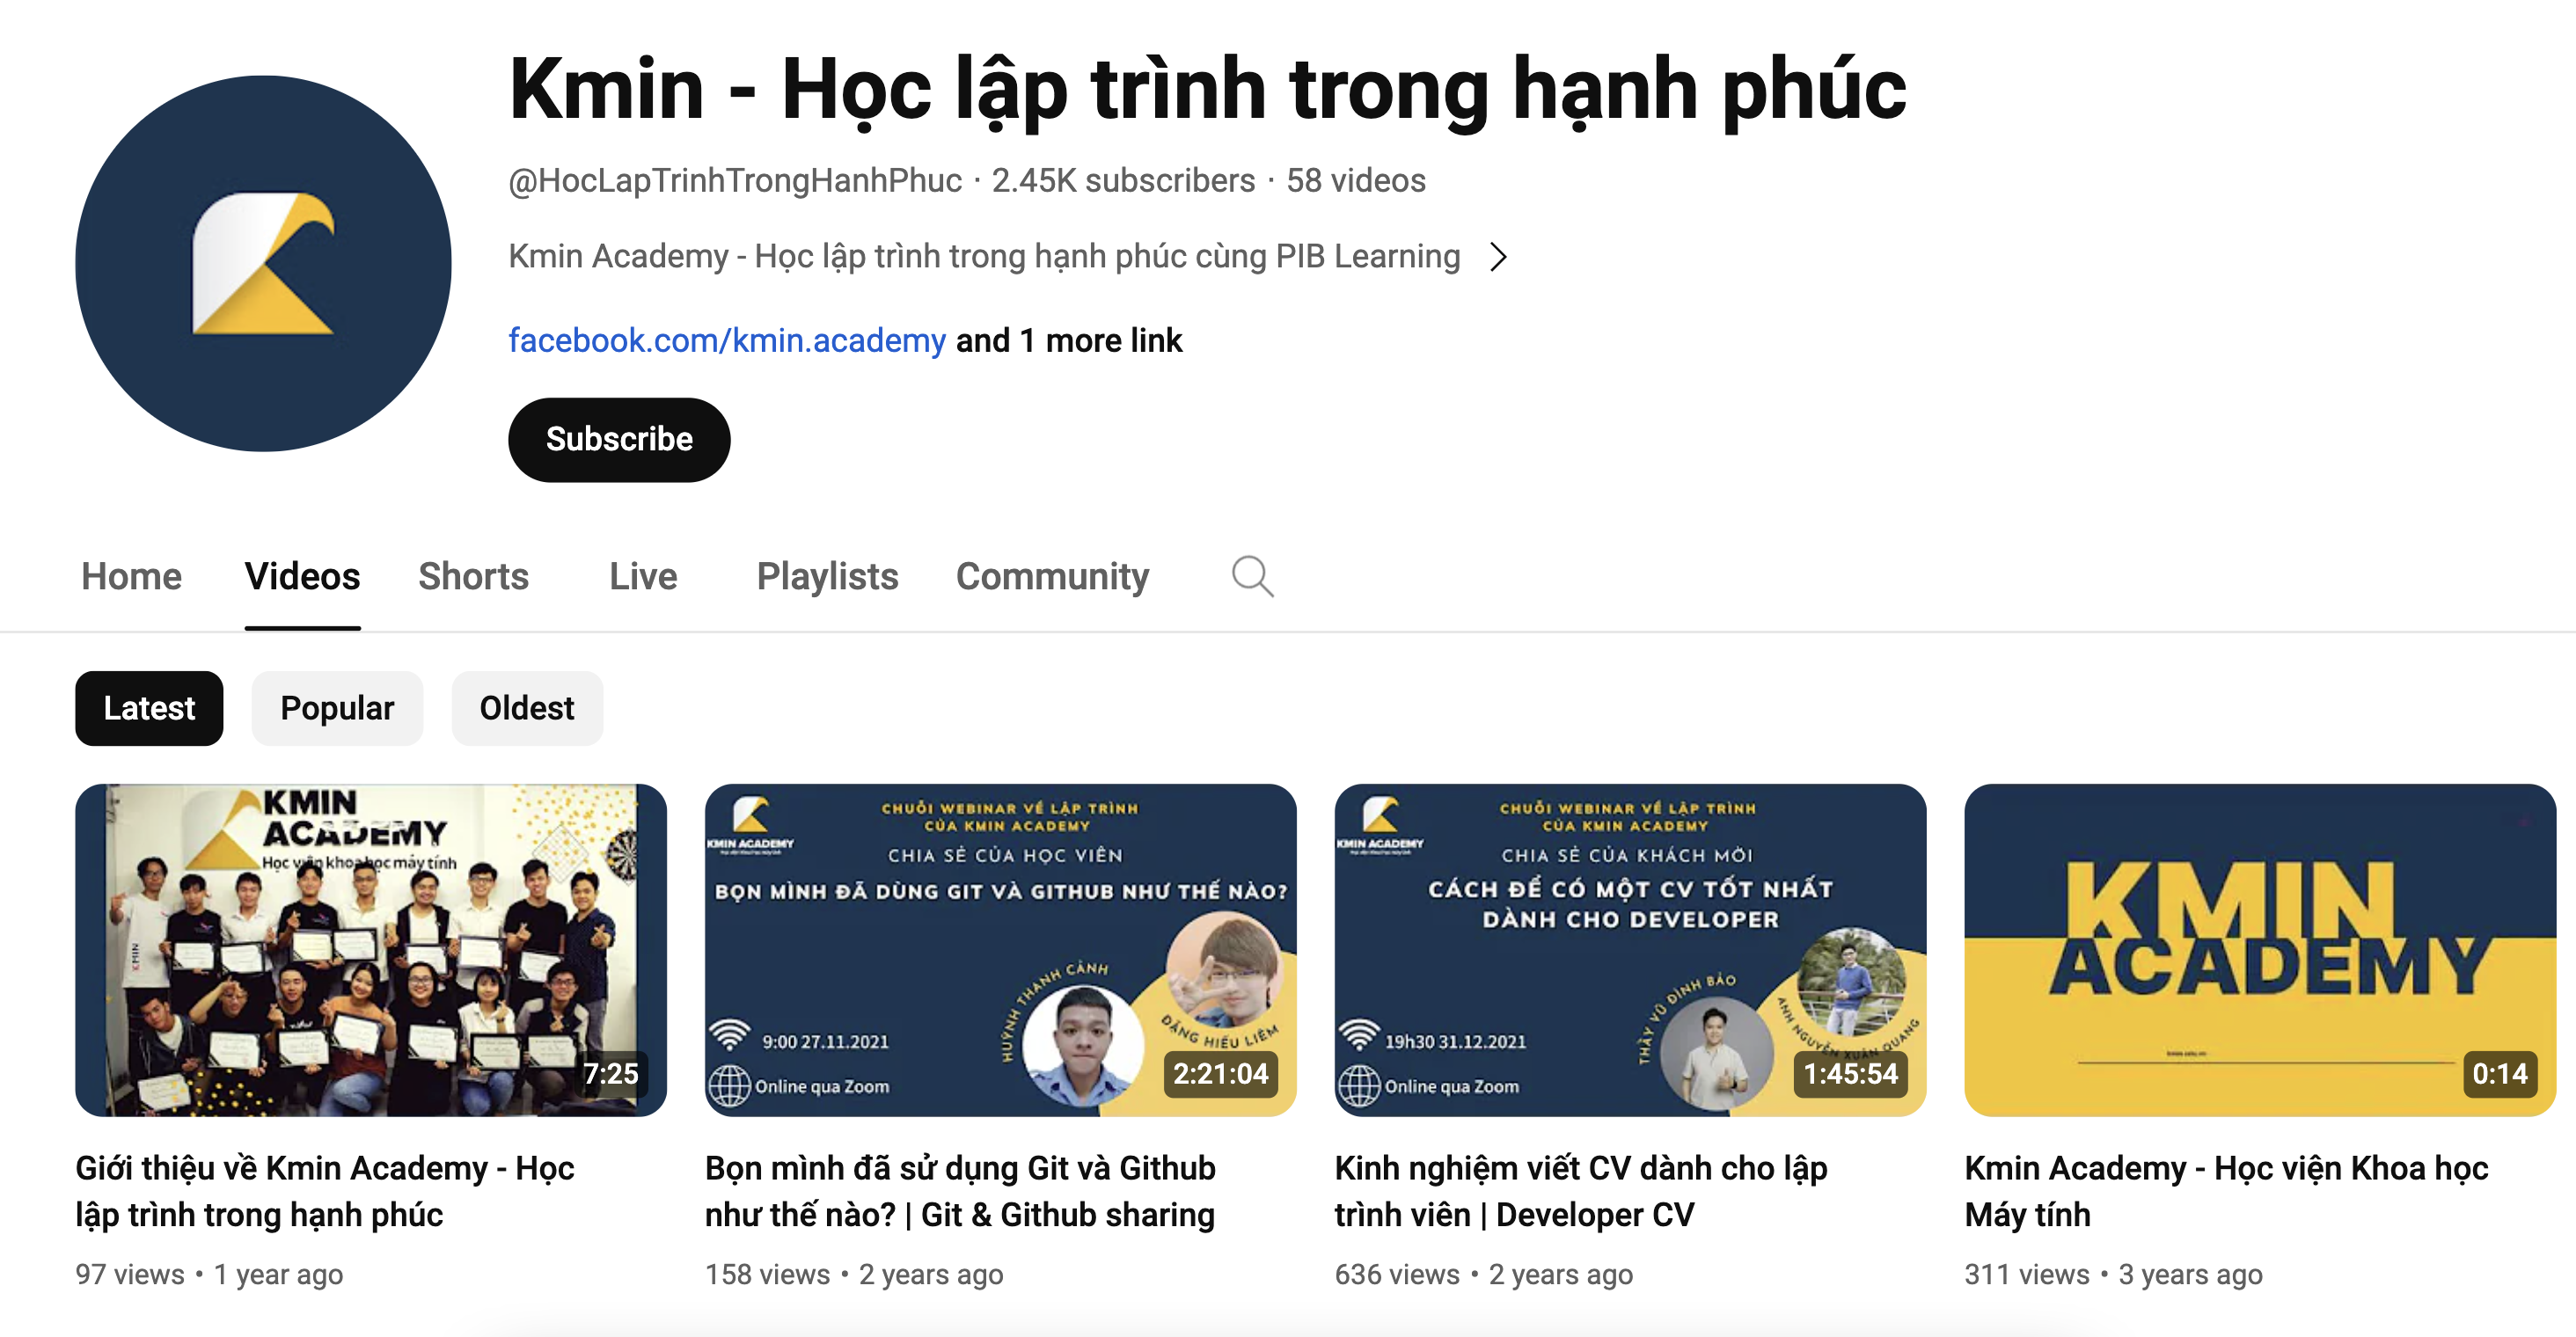 Kmin - Học lập trình trong hạnh phúc
@HocLapTrinhTrongHanhPhuc · 2.45K subscribers · 58 videos
Kmin Academy - Học lập trình trong hạnh phúc cùng PIB Learning
facebook.com/kmin.academy and 1 more link
Subscribe
Home Videos Shorts Live Playlists Community
Latest Popular Oldest
KMIN
ACADEMY
Học viện khoa học máy tính
KMIN
7:25
KMIN ACADEMY
CHUỖI WEBINAR VỀ LẬP TRÌNH
CỦA KMIN ACADEMY
CHIA SẺ CỦA HỌC VIÊN
BỌN MÌNH ĐÃ DÙNG GIT VÀ GITHUB NHƯ THẾ NÀO?
HUỲNH THANH CẢNH
ĐẶNG HIẾU LIÊM
9:00 27.11.2021
Online qua Zoom
2:21:04
KMIN ACADEMY
CHUỖI WEBINAR VỀ LẬP TRÌNH
CỦA KMIN ACADEMY
CHIA SẺ CỦA KHÁCH MỜI
CÁCH ĐỂ CÓ MỘT CV TỐT NHẤT
DÀNH CHO DEVELOPER
THẦY VŨ ĐÌNH BẢO
ANH NGUYỄN XUÂN QUANG
19h30 31.12.2021
Online qua Zoom
1:45:54
KMIN
ACADEMY
0:14
Giới thiệu về Kmin Academy - Học
lập trình trong hạnh phúc
97 views • 1 year ago
Bọn mình đã sử dụng Git và Github
như thế nào? | Git & Github sharing
158 views • 2 years ago
Kinh nghiệm viết CV dành cho lập
trình viên | Developer CV
636 views • 2 years ago
Kmin Academy - Học viện Khoa học
Máy tính
311 views • 3 years ago